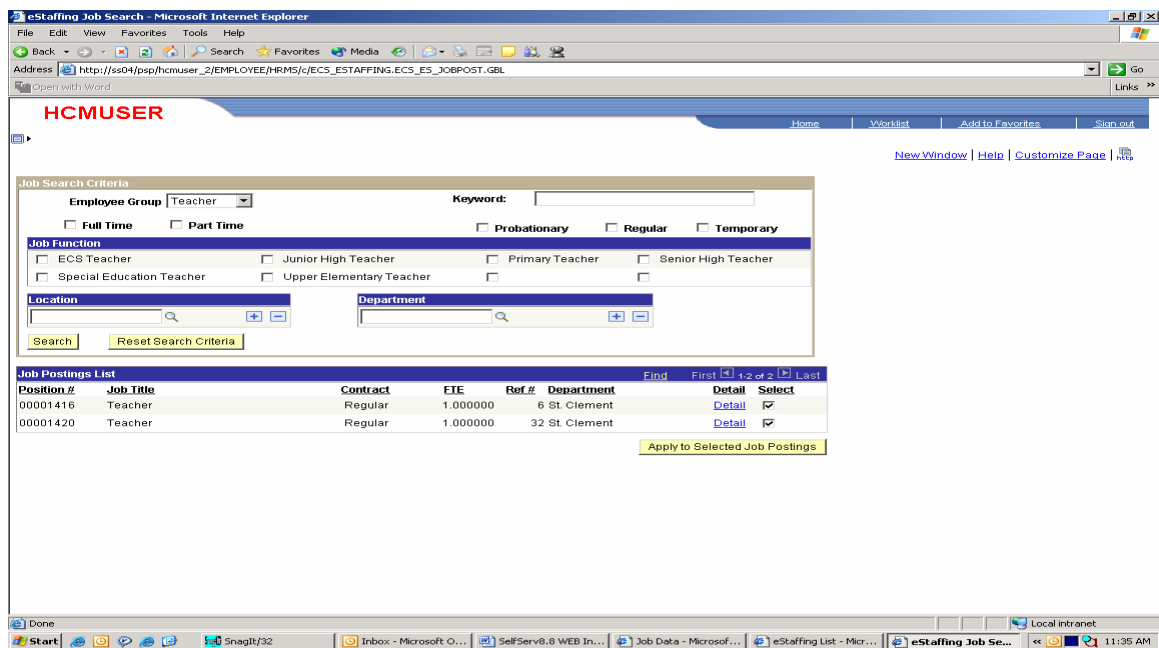 eStaffing Job Search - Microsoft Internet Explorer
File Edit View Favorites Tools Help
Back Search Favorites Media
Address http://ss04/psp/hcmuser_2/EMPLOYEE/HRMS/c/ECS_ESTAFFING.ECS_ES_JOBPOST.GBL Go
Open with Word Links »
HCMUSER
Home Worklist Add to Favorites Sign out
New Window | Help | Customize Page | http
Job Search Criteria
Employee Group Teacher Keyword:
Full Time Part Time Probationary Regular Temporary
Job Function
ECS Teacher Junior High Teacher Primary Teacher Senior High Teacher
Special Education Teacher Upper Elementary Teacher
Location Department
Search Reset Search Criteria
Job Postings List Find First 1-2 of 2 Last
Position # Job Title Contract FTE Ref # Department Detail Select
00001416 Teacher Regular 1.000000 6 St. Clement Detail
00001420 Teacher Regular 1.000000 32 St. Clement Detail
Apply to Selected Job Postings
Done Local intranet
Start SnagIt/32 Inbox - Microsoft O... SelfServ8.8 WEB In... Job Data - Microsof... eStaffing List - Micr... eStaffing Job Se... « 11:35 AM